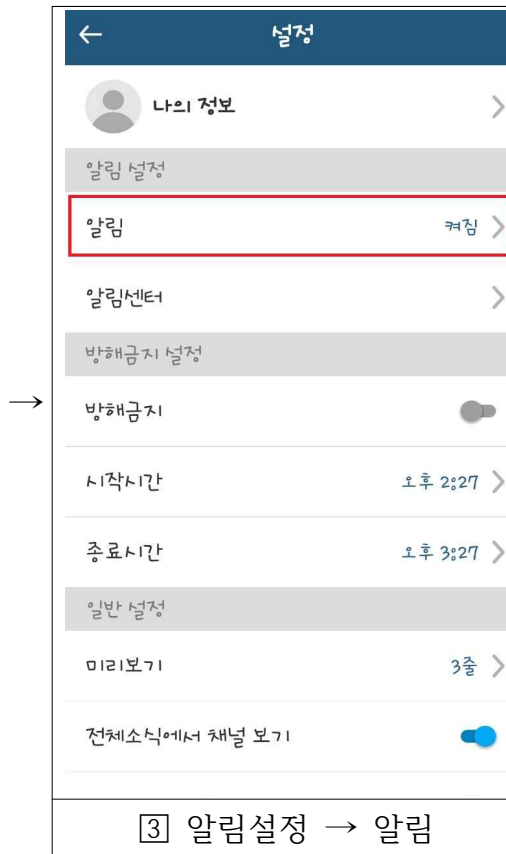 ← 설정
나의 정보
알림 설정
알림 켜짐
알림센터
방해금지 설정
→
방해금지
시작시간 오후 2:27
종료시간 오후 3:27
일반 설정
미리보기 3줄
전체소식에서 채널 보기
3 알림설정 → 알림